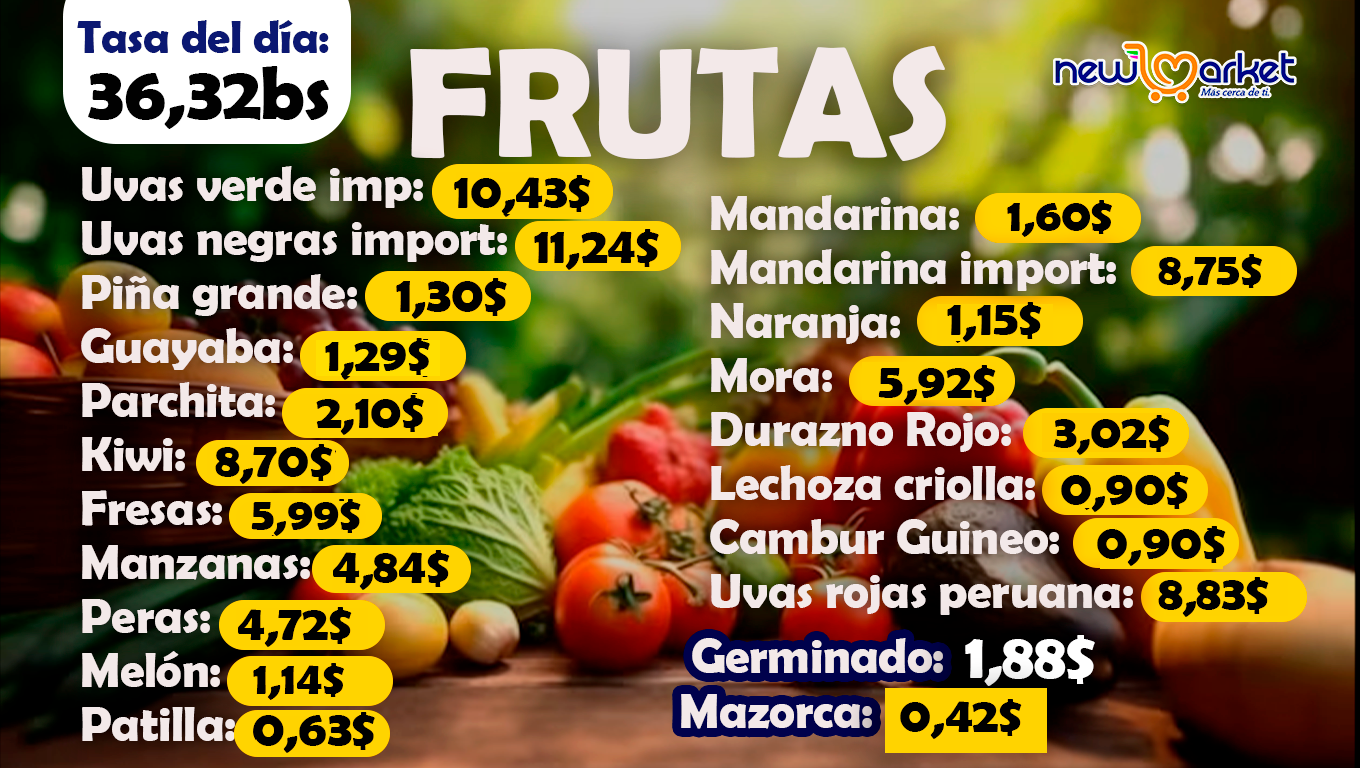 Tasa del día:
36,32bs
FRUTAS
new market
Más cerca de ti.
Uvas verde imp: 10,43$
Uvas negras import: 11,24$
Piña grande: 1,30$
Guayaba: 1,29$
Parchita: 2,10$
Kiwi: 8,70$
Fresas: 5,99$
Manzanas: 4,84$
Peras: 4,72$
Melón: 1,14$
Patilla: 0,63$
Mandarina: 1,60$
Mandarina import: 8,75$
Naranja: 1,15$
Mora: 5,92$
Durazno Rojo: 3,02$
Lechoza criolla: 0,90$
Cambur Guineo: 0,90$
Uvas rojas peruana: 8,83$
Germinado: 1,88$
Mazorca: 0,42$